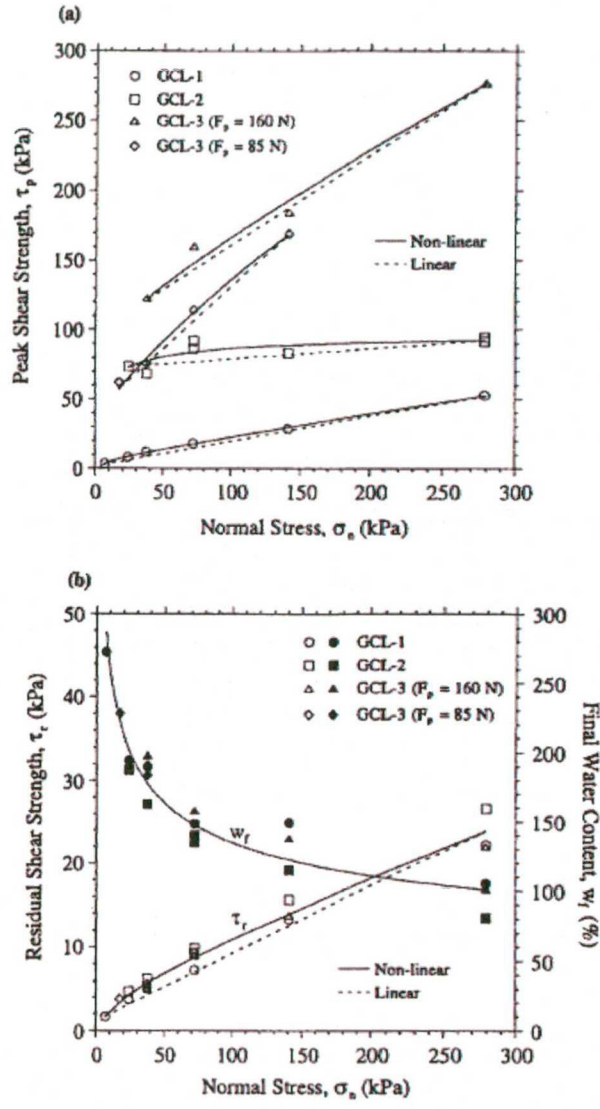 (a)
300
250
200
150
100
50
0
Peak Shear Strength, τp (kPa)
GCL-1
GCL-2
GCL-3 (Fp = 160 N)
GCL-3 (Fp = 85 N)
Non-linear
Linear
0 50 100 150 200 250 300
Normal Stress, σn (kPa)
(b)
50
40
30
20
10
0
Residual Shear Strength, τr (kPa)
GCL-1
GCL-2
GCL-3 (Fp = 160 N)
GCL-3 (Fp = 85 N)
wf
τr
Non-linear
Linear
300
250
200
150
100
50
0
Final Water Content, wf (%)
0 50 100 150 200 250 300
Normal Stress, σn (kPa)